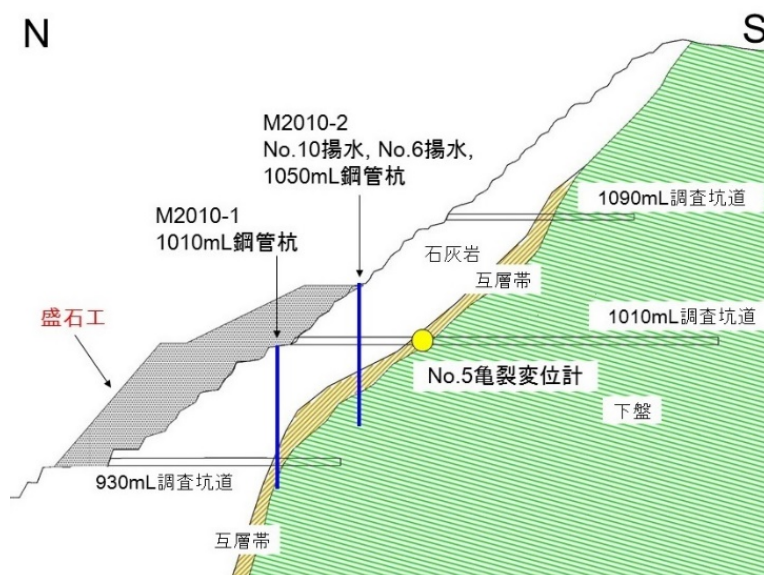 N
S
M2010-2
No.10揚水, No.6揚水,
1050mL鋼管杭
M2010-1
1010mL鋼管杭
1090mL調査坑道
石灰岩
互層帯
盛石工
1010mL調査坑道
No.5亀裂変位計
下盤
930mL調査坑道
互層帯